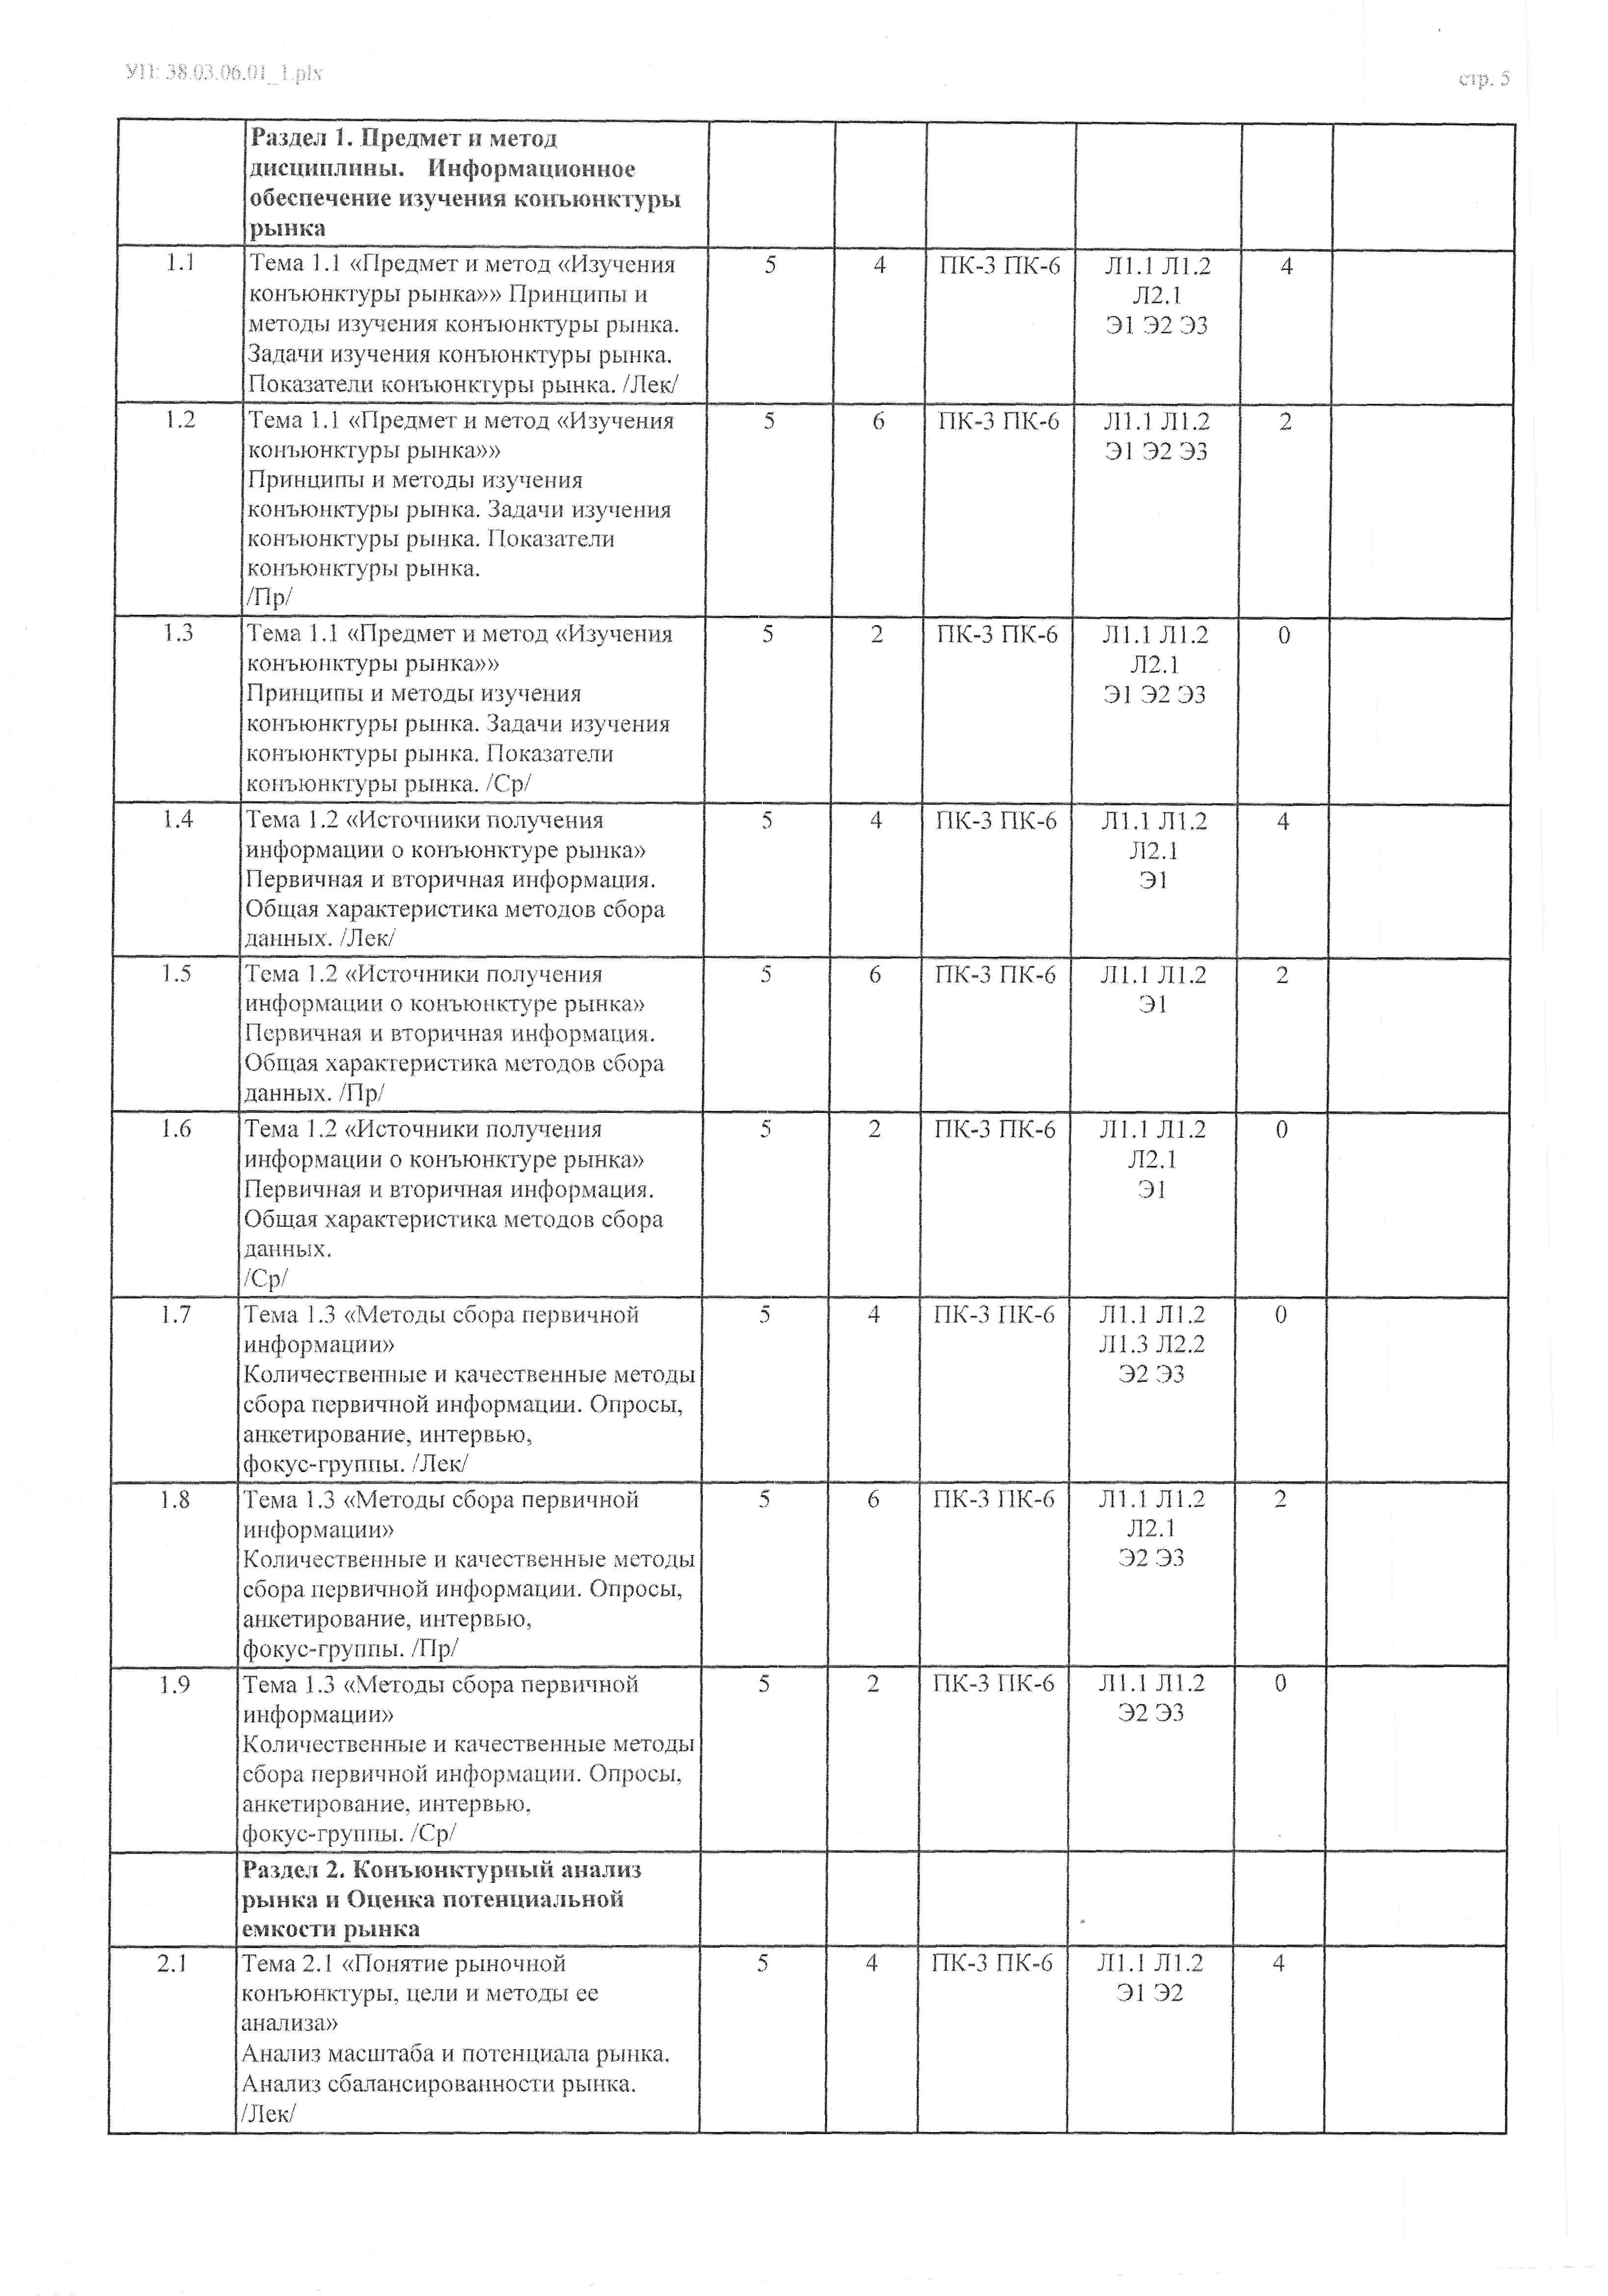 УП: 38.03.06.01_1.plx
стр. 5
Раздел 1. Предмет и метод
дисциплины. Информационное
обеспечение изучения конъюнктуры
рынка
1.1 Тема 1.1 «Предмет и метод «Изучения 5 4 ПК-3 ПК-6 Л1.1 Л1.2 4
конъюнктуры рынка»» Принципы и Л2.1
методы изучения конъюнктуры рынка. Э1 Э2 Э3
Задачи изучения конъюнктуры рынка.
Показатели конъюнктуры рынка. /Лек/
1.2 Тема 1.1 «Предмет и метод «Изучения 5 6 ПК-3 ПК-6 Л1.1 Л1.2 2
конъюнктуры рынка»» Э1 Э2 Э3
Принципы и методы изучения
конъюнктуры рынка. Задачи изучения
конъюнктуры рынка. Показатели
конъюнктуры рынка.
/Пр/
1.3 Тема 1.1 «Предмет и метод «Изучения 5 2 ПК-3 ПК-6 Л1.1 Л1.2 0
конъюнктуры рынка»» Л2.1
Принципы и методы изучения Э1 Э2 Э3
конъюнктуры рынка. Задачи изучения
конъюнктуры рынка. Показатели
конъюнктуры рынка. /Ср/
1.4 Тема 1.2 «Источники получения 5 4 ПК-3 ПК-6 Л1.1 Л1.2 4
информации о конъюнктуре рынка» Л2.1
Первичная и вторичная информация. Э1
Общая характеристика методов сбора
данных. /Лек/
1.5 Тема 1.2 «Источники получения 5 6 ПК-3 ПК-6 Л1.1 Л1.2 2
информации о конъюнктуре рынка» Э1
Первичная и вторичная информация.
Общая характеристика методов сбора
данных. /Пр/
1.6 Тема 1.2 «Источники получения 5 2 ПК-3 ПК-6 Л1.1 Л1.2 0
информации о конъюнктуре рынка» Л2.1
Первичная и вторичная информация. Э1
Общая характеристика методов сбора
данных.
/Ср/
1.7 Тема 1.3 «Методы сбора первичной 5 4 ПК-3 ПК-6 Л1.1 Л1.2 0
информации» Л1.3 Л2.2
Количественные и качественные методы Э2 Э3
сбора первичной информации. Опросы,
анкетирование, интервью,
фокус-группы. /Лек/
1.8 Тема 1.3 «Методы сбора первичной 5 6 ПК-3 ПК-6 Л1.1 Л1.2 2
информации» Л2.1
Количественные и качественные методы Э2 Э3
сбора первичной информации. Опросы,
анкетирование, интервью,
фокус-группы. /Пр/
1.9 Тема 1.3 «Методы сбора первичной 5 2 ПК-3 ПК-6 Л1.1 Л1.2 0
информации» Э2 Э3
Количественные и качественные методы
сбора первичной информации. Опросы,
анкетирование, интервью,
фокус-группы. /Ср/
Раздел 2. Конъюнктурный анализ
рынка и Оценка потенциальной
емкости рынка
2.1 Тема 2.1 «Понятие рыночной 5 4 ПК-3 ПК-6 Л1.1 Л1.2 4
конъюнктуры, цели и методы ее Э1 Э2
анализа»
Анализ масштаба и потенциала рынка.
Анализ сбалансированности рынка.
/Лек/